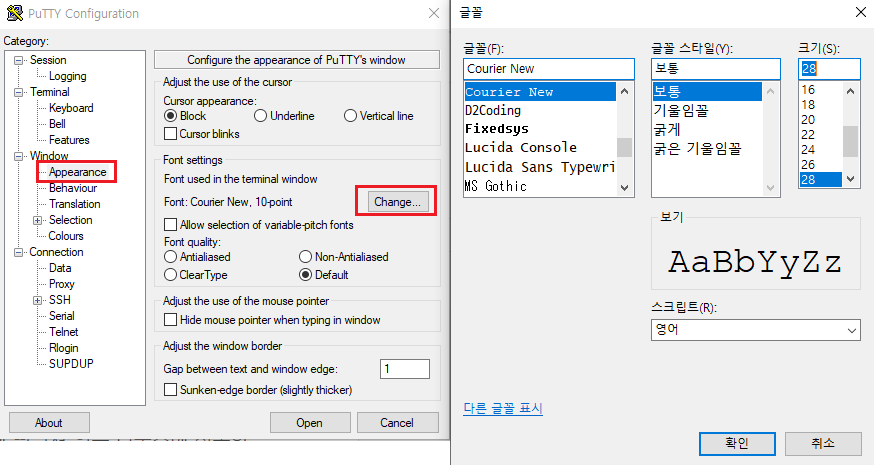 PuTTY Configuration
Category:
Session
Logging
Terminal
Keyboard
Bell
Features
Window
Appearance
Behaviour
Translation
Selection
Colours
Connection
Data
Proxy
SSH
Serial
Telnet
Rlogin
SUPDUP
Configure the appearance of PuTTY's window
Adjust the use of the cursor
Cursor appearance:
Block Underline Vertical line
Cursor blinks
Font settings
Font used in the terminal window
Font: Courier New, 10-point Change...
Allow selection of variable-pitch fonts
Font quality:
Antialiased Non-Antialiased
ClearType Default
Adjust the use of the mouse pointer
Hide mouse pointer when typing in window
Adjust the window border
Gap between text and window edge: 1
Sunken-edge border (slightly thicker)
About Open Cancel
글꼴
글꼴(F):
Courier New
Courier New
D2Coding
Fixedsys
Lucida Console
Lucida Sans Typewri
MS Gothic
글꼴 스타일(Y):
보통
보통
기울임꼴
굵게
굵은 기울임꼴
크기(S):
28
16
18
20
22
24
26
28
보기
AaBbYyZz
스크립트(R):
영어
다른 글꼴 표시
확인 취소